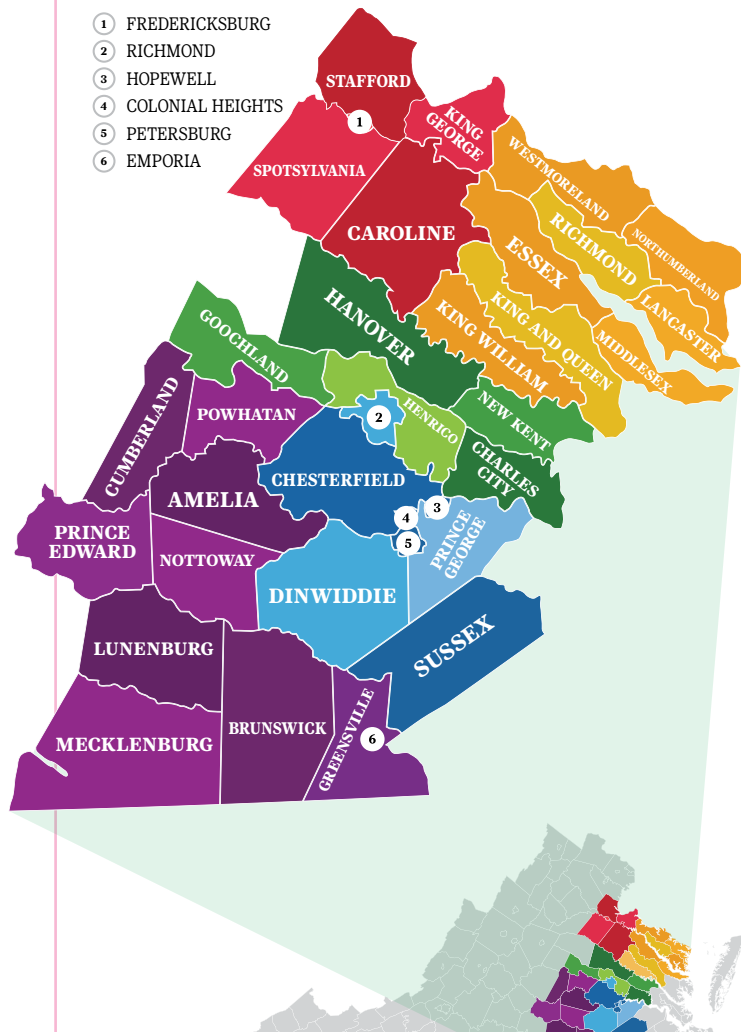 1 FREDERICKSBURG
2 RICHMOND
3 HOPEWELL
4 COLONIAL HEIGHTS
5 PETERSBURG
6 EMPORIA
STAFFORD
1
KING
GEORGE
SPOTSYLVANIA
WESTMORELAND
CAROLINE
RICHMOND
NORTHUMBERLAND
ESSEX
LANCASTER
HANOVER
KING AND QUEEN
KING WILLIAM
MIDDLESEX
GOOCHLAND
POWHATAN
2
HENRICO
NEW KENT
CUMBERLAND
CHARLES
CITY
CHESTERFIELD
AMELIA
3
4
5
PRINCE
GEORGE
PRINCE
EDWARD
NOTTOWAY
DINWIDDIE
LUNENBURG
SUSSEX
BRUNSWICK
GREENSVILLE
6
MECKLENBURG